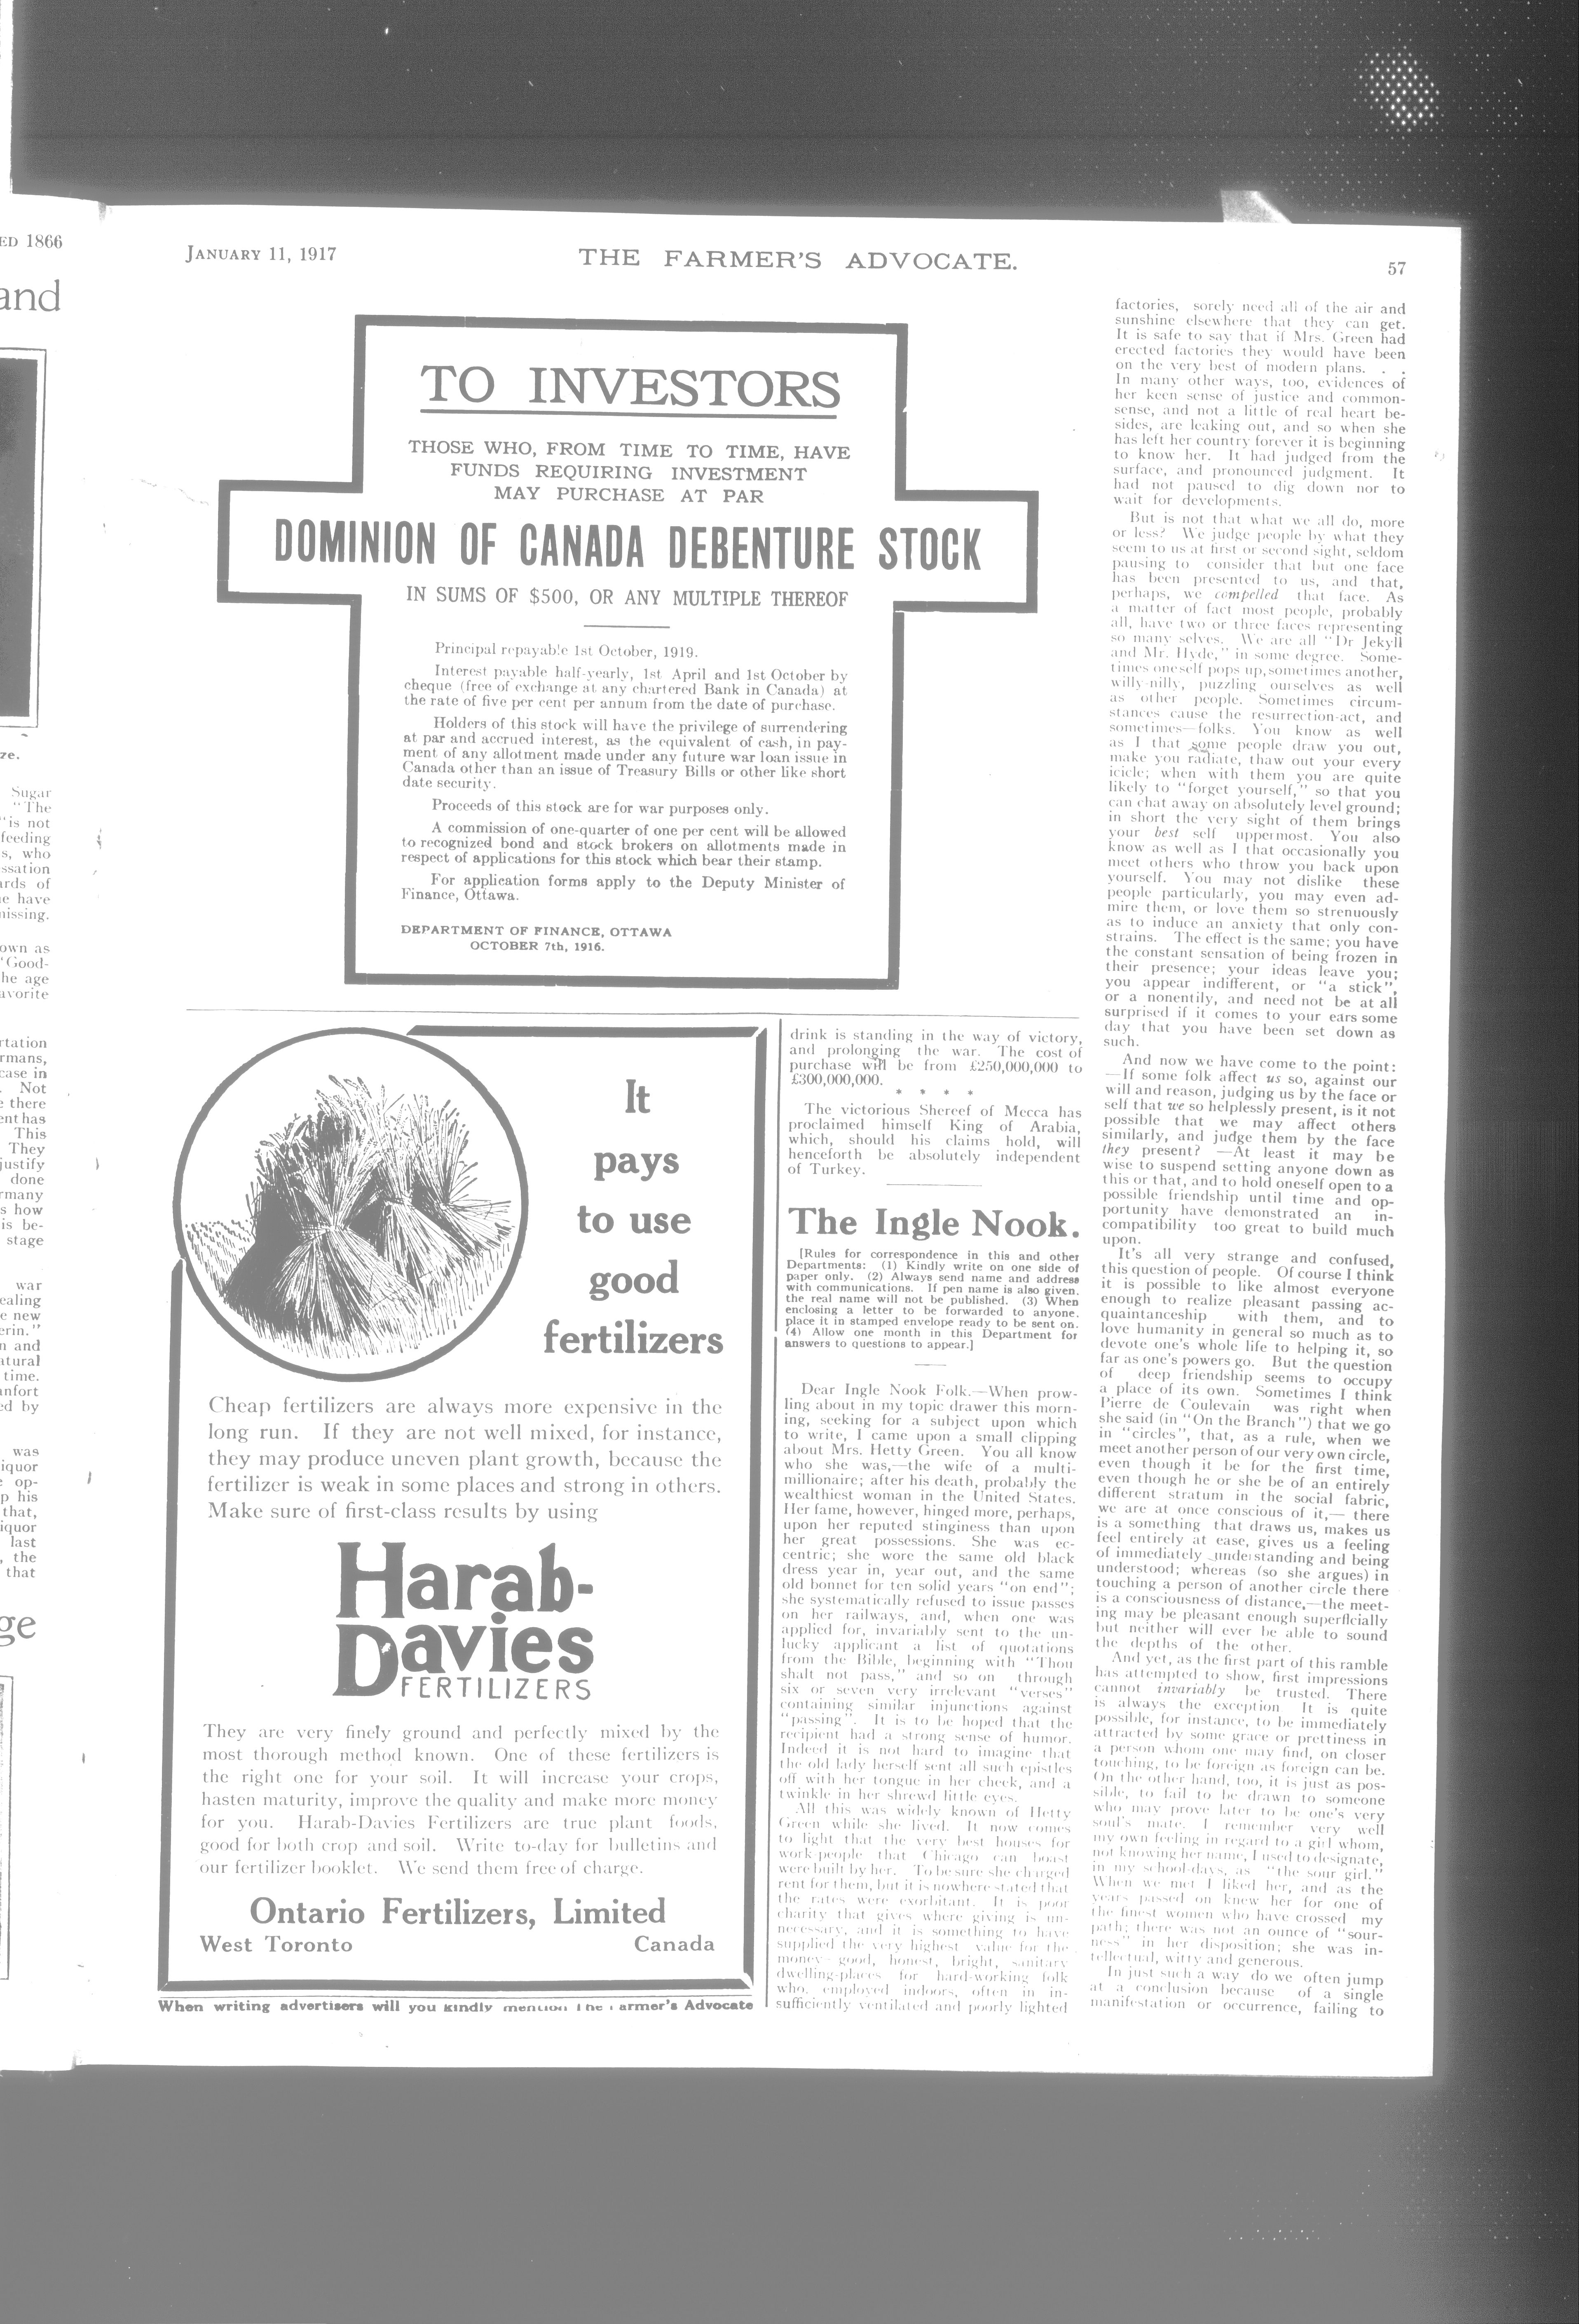 ED 1866
and
ze.
Sugar
"The
"is not
feeding
s, who
ssation
ards of
e have
missing.
own as
"Good-
he age
avorite
rtation
rmans,
case in
Not
e there
ent has
This
They
justify
done
rmany
s how
is be-
stage
war
ealing
e new
erin."
n and
atural
time.
anfort
ed by
was
iquor
e op-
p his
that,
iquor
last
, the
that
ge
JANUARY 11, 1917
THE FARMER'S ADVOCATE.
57
TO INVESTORS
THOSE WHO, FROM TIME TO TIME, HAVE
FUNDS REQUIRING INVESTMENT
MAY PURCHASE AT PAR
DOMINION OF CANADA DEBENTURE STOCK
IN SUMS OF $500, OR ANY MULTIPLE THEREOF
Principal repayable 1st October, 1919.
Interest payable half-yearly, 1st April and 1st October by
cheque (free of exchange at any chartered Bank in Canada) at
the rate of five per cent per annum from the date of purchase.
Holders of this stock will have the privilege of surrendering
at par and accrued interest, as the equivalent of cash, in pay-
ment of any allotment made under any future war loan issue in
Canada other than an issue of Treasury Bills or other like short
date security.
Proceeds of this stock are for war purposes only.
A commission of one-quarter of one per cent will be allowed
to recognized bond and stock brokers on allotments made in
respect of applications for this stock which bear their stamp.
For application forms apply to the Deputy Minister of
Finance, Ottawa.
DEPARTMENT OF FINANCE, OTTAWA
OCTOBER 7th, 1916.
It
pays
to use
good
fertilizers
Cheap fertilizers are always more expensive in the
long run. If they are not well mixed, for instance,
they may produce uneven plant growth, because the
fertilizer is weak in some places and strong in others.
Make sure of first-class results by using
Harab-
Davies
FERTILIZERS
They are very finely ground and perfectly mixed by the
most thorough method known. One of these fertilizers is
the right one for your soil. It will increase your crops,
hasten maturity, improve the quality and make more money
for you. Harab-Davies Fertilizers are true plant foods,
good for both crop and soil. Write to-day for bulletins and
our fertilizer booklet. We send them free of charge.
Ontario Fertilizers, Limited
West Toronto Canada
When writing advertisers will you kindly mention The Farmer's Advocate
drink is standing in the way of victory,
and prolonging the war. The cost of
purchase will be from £250,000,000 to
£300,000,000.
* * * *
The victorious Shereef of Mecca has
proclaimed himself King of Arabia,
which, should his claims hold, will
henceforth be absolutely independent
of Turkey.
The Ingle Nook.
[Rules for correspondence in this and other
Departments: (1) Kindly write on one side of
paper only. (2) Always send name and address
with communications. If pen name is also given,
the real name will not be published. (3) When
enclosing a letter to be forwarded to anyone,
place it in stamped envelope ready to be sent on.
(4) Allow one month in this Department for
answers to questions to appear.]
Dear Ingle Nook Folk.—When prow-
ling about in my topic drawer this morn-
ing, seeking for a subject upon which
to write, I came upon a small clipping
about Mrs. Hetty Green. You all know
who she was,—the wife of a multi-
millionaire; after his death, probably the
wealthiest woman in the United States.
Her fame, however, hinged more, perhaps,
upon her reputed stinginess than upon
her great possessions. She was ec-
centric; she wore the same old black
dress year in, year out, and the same
old bonnet for ten solid years "on end";
she systematically refused to issue passes
on her railways, and, when one was
applied for, invariably sent to the un-
lucky applicant a list of quotations
from the Bible, beginning with "Thou
shalt not pass," and so on through
six or seven very irrelevant "verses"
containing similar injunctions against
"passing". It is to be hoped that the
recipient had a strong sense of humor.
Indeed it is not hard to imagine that
the old lady herself sent all such epistles
off with her tongue in her cheek, and a
twinkle in her shrewd little eyes.
All this was widely known of Hetty
Green while she lived. It now comes
to light that the very best houses for
work-people that Chicago can boast
were built by her. To be sure she charged
rent for them, but it is nowhere stated that
the rates were exorbitant. It is poor
charity that gives where giving is un-
necessary, and it is something to have
supplied the very highest value for the
money—good, honest, bright, sanitary
dwelling-places for hard-working folk
who, employed indoors, often in in-
sufficiently ventilated and poorly lighted
factories, sorely need all of the air and
sunshine elsewhere that they can get.
It is safe to say that if Mrs. Green had
erected factories they would have been
on the very best of modern plans. . .
In many other ways, too, evidences of
her keen sense of justice and common-
sense, and not a little of real heart be-
sides, are leaking out, and so when she
has left her country forever it is beginning
to know her. It had judged from the
surface, and pronounced judgment. It
had not paused to dig down nor to
wait for developments.
But is not that what we all do, more
or less? We judge people by what they
seem to us at first or second sight, seldom
pausing to consider that but one face
has been presented to us, and that,
perhaps, we compelled that face. As
a matter of fact most people, probably
all, have two or three faces representing
so many selves. We are all "Dr Jekyll
and Mr. Hyde," in some degree. Some-
times oneself pops up, sometimes another,
willy-nilly, puzzling ourselves as well
as other people. Sometimes circum-
stances cause the resurrection-act, and
sometimes—folks. You know as well
as I that some people draw you out,
make you radiate, thaw out your every
icicle; when with them you are quite
likely to "forget yourself," so that you
can chat away on absolutely level ground;
in short the very sight of them brings
your best self uppermost. You also
know as well as I that occasionally you
meet others who throw you back upon
yourself. You may not dislike these
people particularly, you may even ad-
mire them, or love them so strenuously
as to induce an anxiety that only con-
strains. The effect is the same; you have
the constant sensation of being frozen in
their presence; your ideas leave you;
you appear indifferent, or "a stick",
or a nonentily, and need not be at all
surprised if it comes to your ears some
day that you have been set down as
such.
And now we have come to the point:
—If some folk affect us so, against our
will and reason, judging us by the face or
self that we so helplessly present, is it not
possible that we may affect others
similarly, and judge them by the face
they present? —At least it may be
wise to suspend setting anyone down as
this or that, and to hold oneself open to a
possible friendship until time and op-
portunity have demonstrated an in-
compatibility too great to build much
upon.
It's all very strange and confused,
this question of people. Of course I think
it is possible to like almost everyone
enough to realize pleasant passing ac-
quaintanceship with them, and to
love humanity in general so much as to
devote one's whole life to helping it, so
far as one's powers go. But the question
of deep friendship seems to occupy
a place of its own. Sometimes I think
Pierre de Coulevain was right when
she said (in "On the Branch") that we go
in "circles", that, as a rule, when we
meet another person of our very own circle,
even though it be for the first time,
even though he or she be of an entirely
different stratum in the social fabric,
we are at once conscious of it,— there
is a something that draws us, makes us
feel entirely at ease, gives us a feeling
of immediately understanding and being
understood; whereas (so she argues) in
touching a person of another circle there
is a consciousness of distance,—the meet-
ing may be pleasant enough superficially
but neither will ever be able to sound
the depths of the other.
And yet, as the first part of this ramble
has attempted to show, first impressions
cannot invariably be trusted. There
is always the exception It is quite
possible, for instance, to be immediately
attracted by some grace or prettiness in
a person whom one may find, on closer
touching, to be foreign as foreign can be.
On the other hand, too, it is just as pos-
sible, to fail to be drawn to someone
who may prove later to be one's very
soul's mate. I remember very well
my own feeling in regard to a girl whom,
not knowing her name, I used to designate,
in my school-days, as "the sour girl."
When we met I liked her, and as the
years passed on knew her for one of
the finest women who have crossed my
path; there was not an ounce of "sour-
ness" in her disposition; she was in-
tellectual, witty and generous.
In just such a way do we often jump
at a conclusion because of a single
manifestation or occurrence, failing to